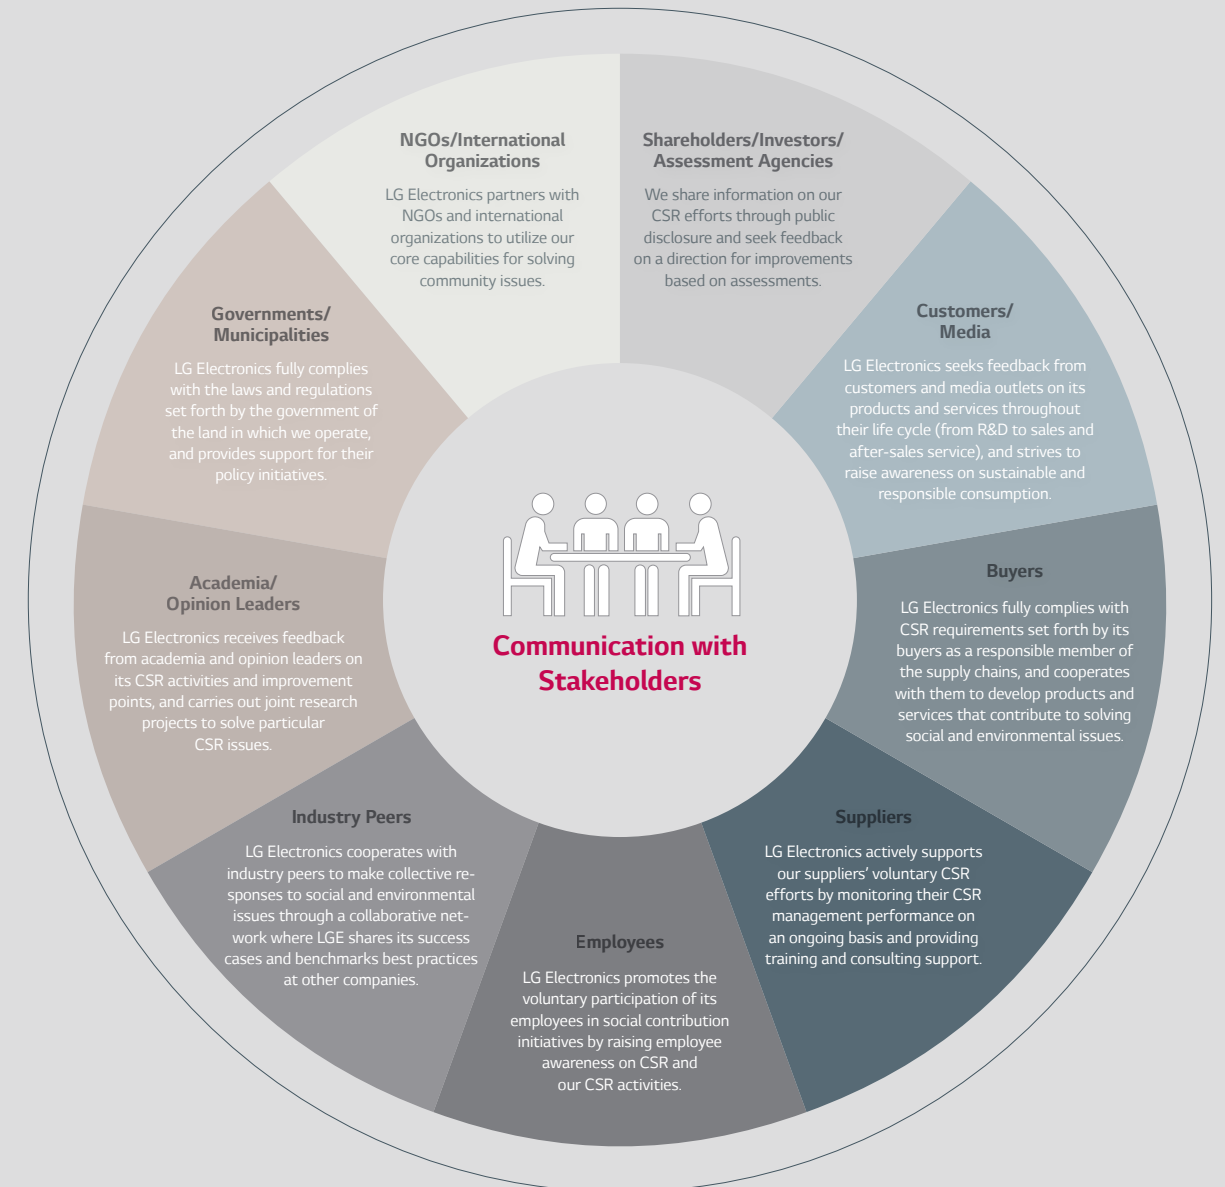 NGOs/International
Organizations
LG Electronics partners with
NGOs and international
organizations to utilize our
core capabilities for solving
community issues.
Shareholders/Investors/
Assessment Agencies
We share information on our
CSR efforts through public
disclosure and seek feedback
on a direction for improvements
based on assessments.
Governments/
Municipalities
LG Electronics fully complies
with the laws and regulations
set forth by the government of
the land in which we operate,
and provides support for their
policy initiatives.
Customers/
Media
LG Electronics seeks feedback from
customers and media outlets on its
products and services throughout
their life cycle (from R&D to sales and
after-sales service), and strives to
raise awareness on sustainable and
responsible consumption.
Academia/
Opinion Leaders
LG Electronics receives feedback
from academia and opinion leaders on
its CSR activities and improvement
points, and carries out joint research
projects to solve particular
CSR issues.
Communication with
Stakeholders
Buyers
LG Electronics fully complies with
CSR requirements set forth by its
buyers as a responsible member of
the supply chains, and cooperates
with them to develop products and
services that contribute to solving
social and environmental issues.
Industry Peers
LG Electronics cooperates with
industry peers to make collective re-
sponses to social and environmental
issues through a collaborative net-
work where LGE shares its success
cases and benchmarks best practices
at other companies.
Employees
LG Electronics promotes the
voluntary participation of its
employees in social contribution
initiatives by raising employee
awareness on CSR and
our CSR activities.
Suppliers
LG Electronics actively supports
our suppliers’ voluntary CSR
efforts by monitoring their CSR
management performance on
an ongoing basis and providing
training and consulting support.